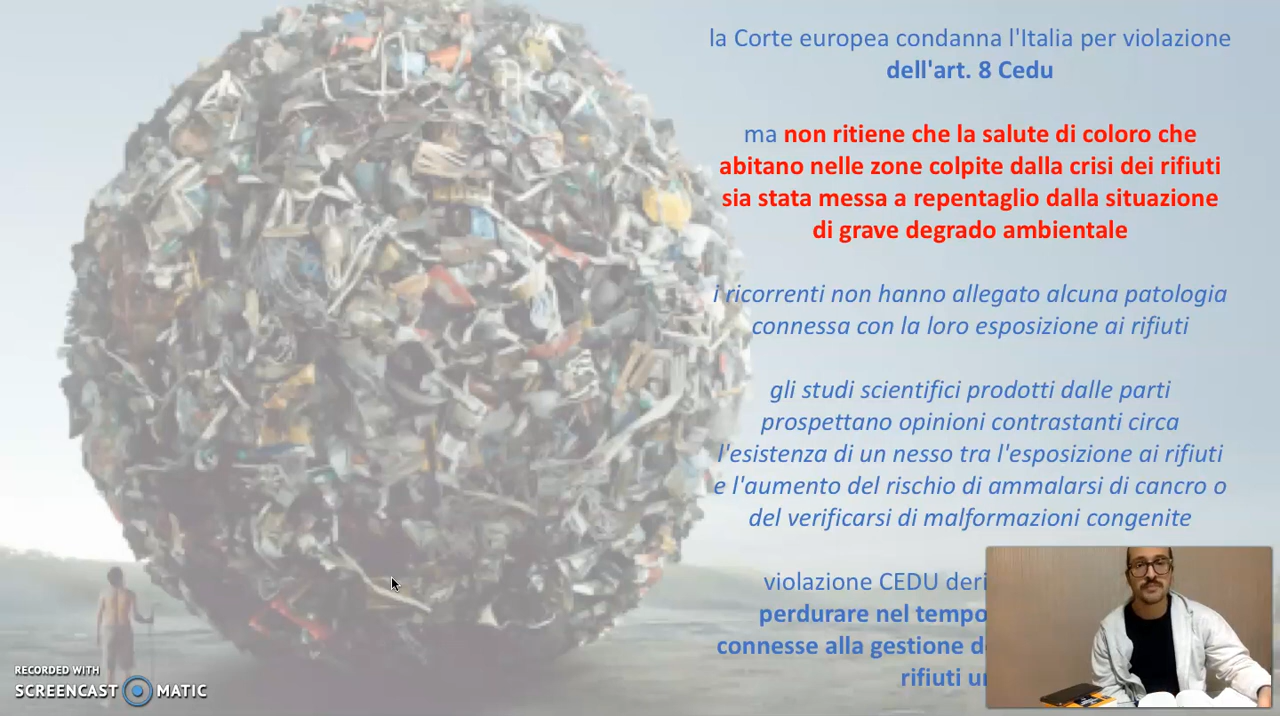 la Corte europea condanna l'Italia per violazione
dell'art. 8 Cedu
ma non ritiene che la salute di coloro che
abitano nelle zone colpite dalla crisi dei rifiuti
sia stata messa a repentaglio dalla situazione
di grave degrado ambientale
i ricorrenti non hanno allegato alcuna patologia
connessa con la loro esposizione ai rifiuti
gli studi scientifici prodotti dalle parti
prospettano opinioni contrastanti circa
l'esistenza di un nesso tra l'esposizione ai rifiuti
e l'aumento del rischio di ammalarsi di cancro o
del verificarsi di malformazioni congenite
violazione CEDU
perdurare nel tempo
connesse alla gestione
rifiuti
RECORDED WITH
SCREENCAST MATIC